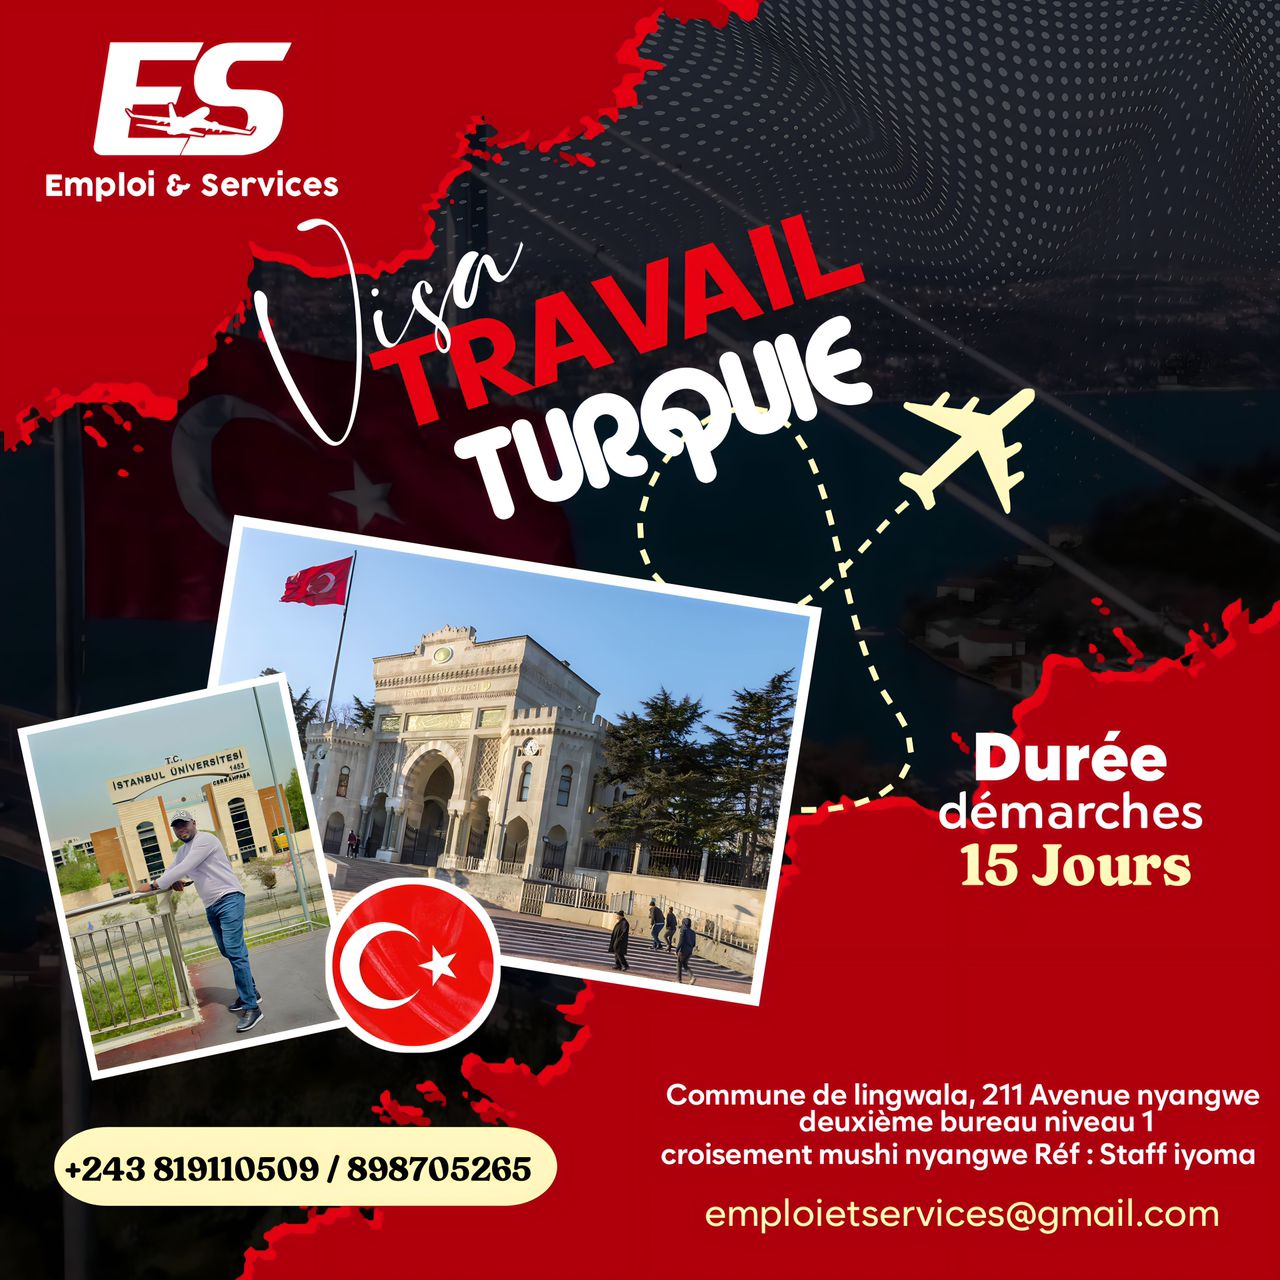 ES
Emploi & Services
Visa
TRAVAIL
TURQUIE
T.C.
İSTANBUL ÜNİVERSİTESİ
1453
CERRAHPAŞA
Durée
démarches
15 Jours
Commune de lingwala, 211 Avenue nyangwe
deuxième bureau niveau 1
croisement mushi nyangwe Réf : Staff iyoma
+243 819110509 / 898705265
emploietservices@gmail.com